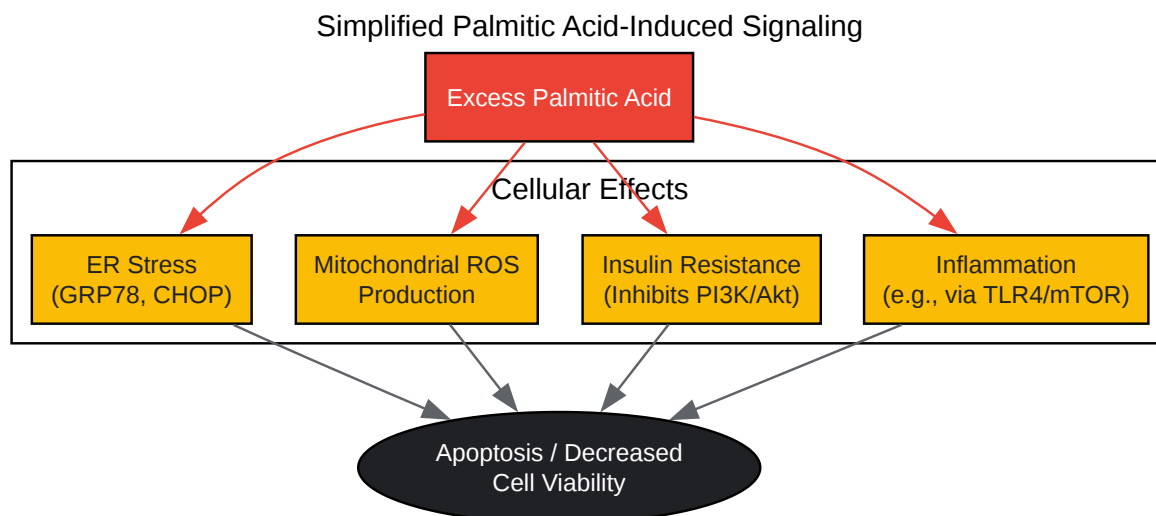 Simplified Palmitic Acid-Induced Signaling
Excess Palmitic Acid
Cellular Effects
ER Stress
(GRP78, CHOP)
Mitochondrial ROS
Production
Insulin Resistance
(Inhibits PI3K/Akt)
Inflammation
(e.g., via TLR4/mTOR)
Apoptosis / Decreased
Cell Viability